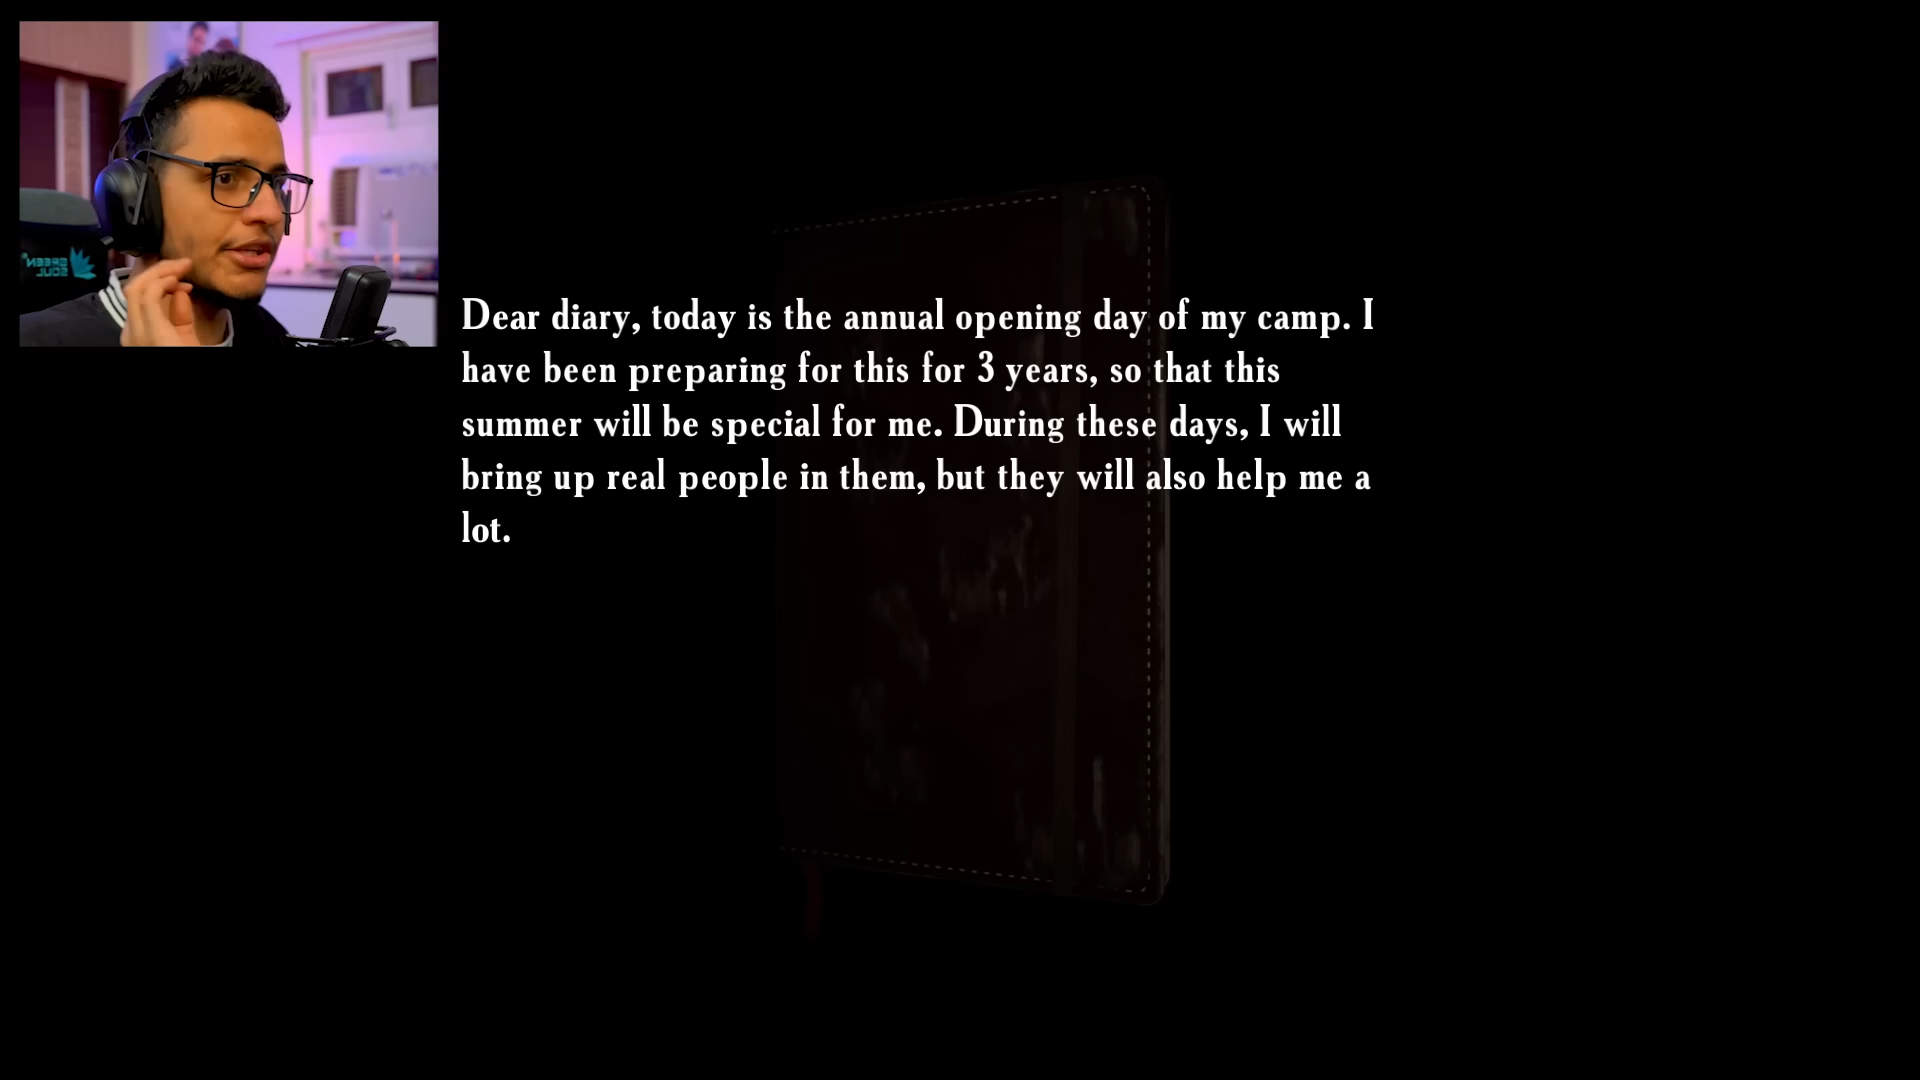 GREEN
SOUL
Dear diary, today is the annual opening day of my camp. I
have been preparing for this for 3 years, so that this
summer will be special for me. During these days, I will
bring up real people in them, but they will also help me a
lot.